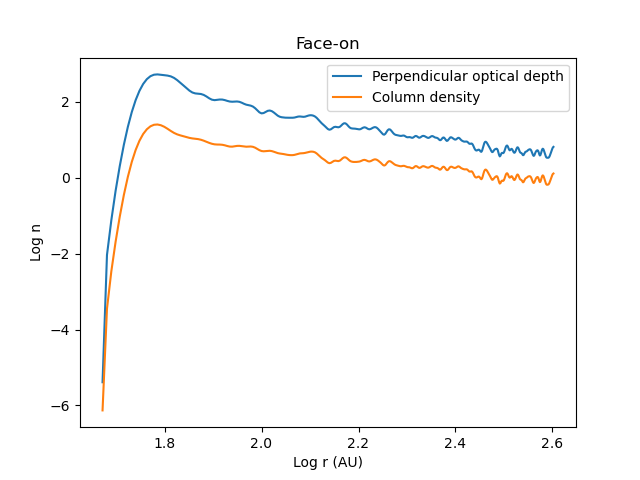 Face-on
Perpendicular optical depth
Column density
Log n
2
0
−2
−4
−6
1.8 2.0 2.2 2.4 2.6
Log r (AU)